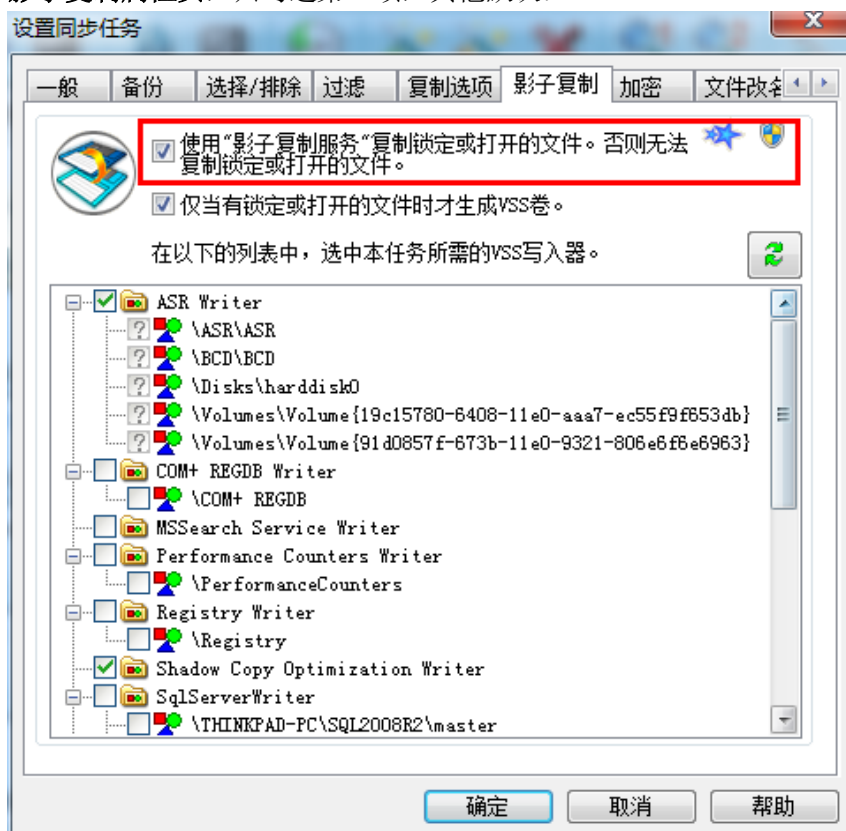 设置同步任务
一般 备份 选择/排除 过滤 复制选项 影子复制 加密 文件改名
使用“影子复制服务“复制锁定或打开的文件。否则无法
复制锁定或打开的文件。
仅当有锁定或打开的文件时才生成VSS卷。
在以下的列表中，选中本任务所需的VSS写入器。
ASR Writer
\ASR\ASR
\BCD\BCD
\Disks\harddisk0
\Volumes\Volume{19c15780-6408-11e0-aaa7-ec55f9f653db}
\Volumes\Volume{91d0857f-673b-11e0-9321-806e6f6e6963}
COM+ REGDB Writer
\COM+ REGDB
MSSearch Service Writer
Performance Counters Writer
\PerformanceCounters
Registry Writer
\Registry
Shadow Copy Optimization Writer
SqlServerWriter
\THINKPAD-PC\SQL2008R2\master
确定 取消 帮助